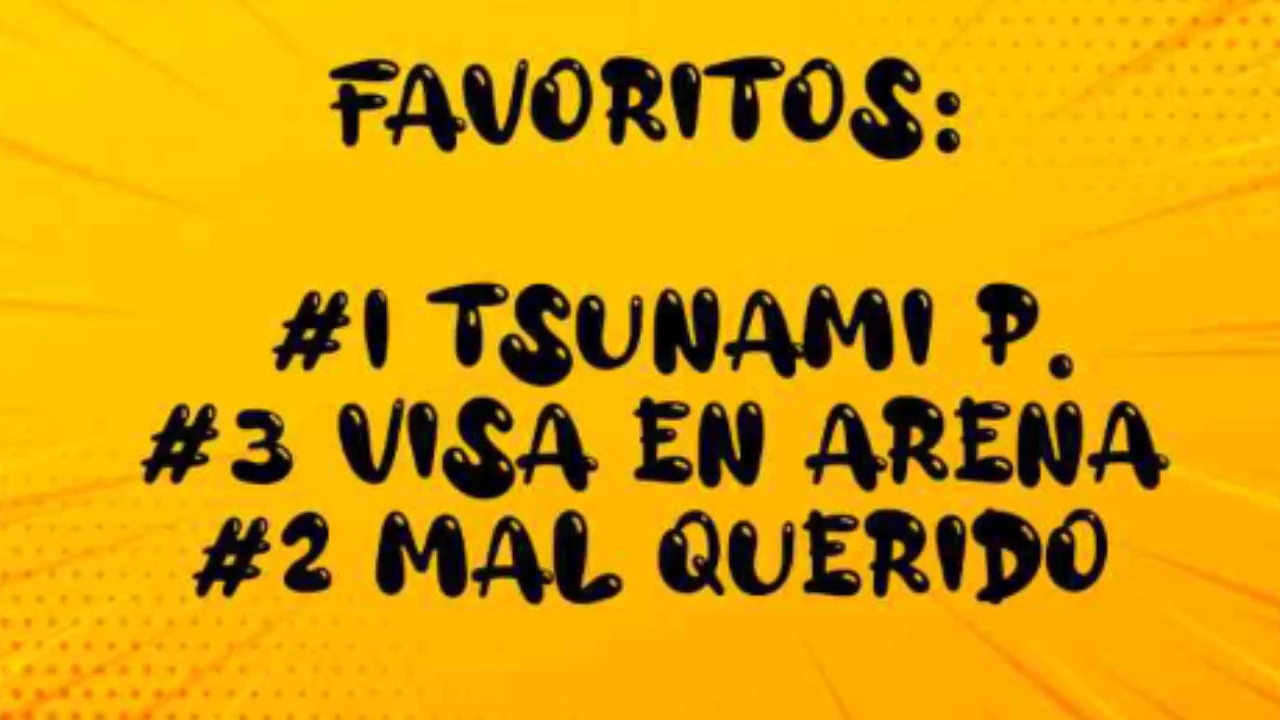 FAVORITOS:
#1 TSUNAMI P.
#3 VISA EN ARENA
#2 MAL QUERIDO